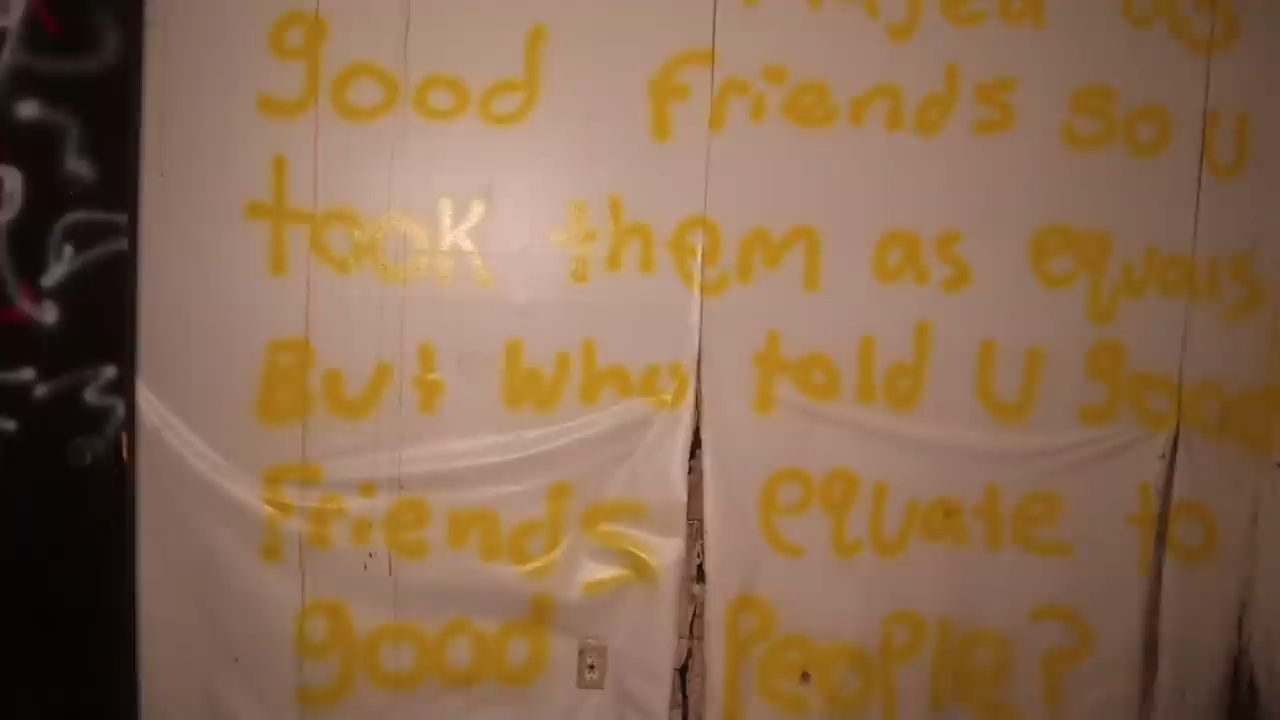 good friends so u
took them as equals
But who told U good
friends equate to
good People?